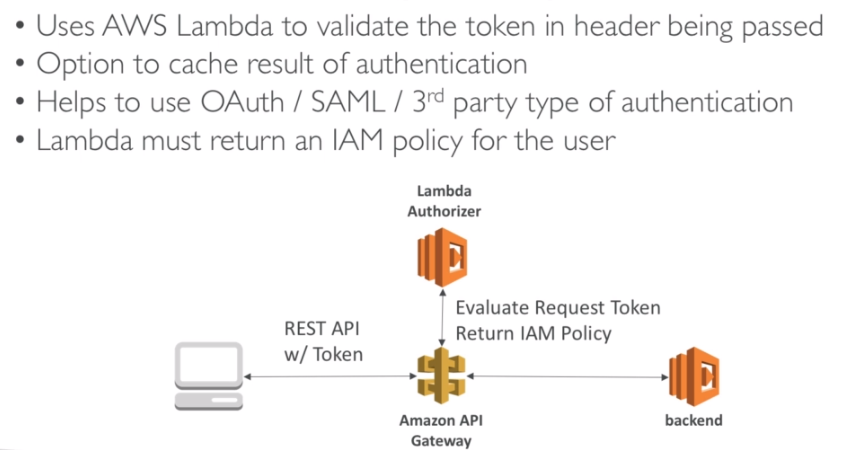 • Uses AWS Lambda to validate the token in header being passed
• Option to cache result of authentication
• Helps to use OAuth / SAML / 3rd party type of authentication
• Lambda must return an IAM policy for the user
Lambda
Authorizer
Evaluate Request Token
Return IAM Policy
REST API
w/ Token
Amazon API
Gateway
backend